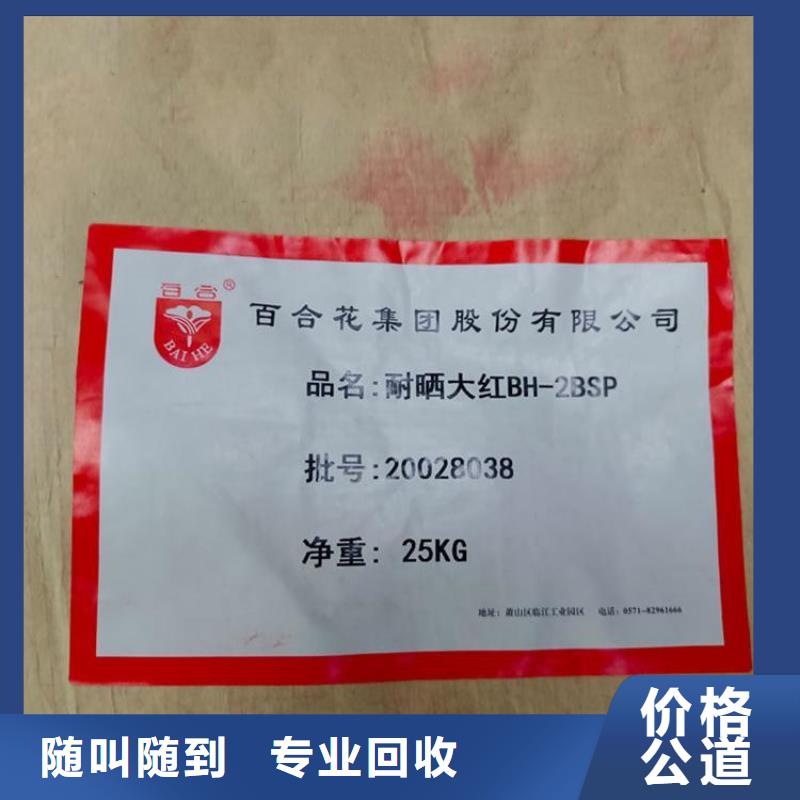 百合®
BAI HE
百合花集团股份有限公司
品名:耐晒大红BH-2BSP
批号:20028038
净重: 25KG
地址: 萧山区临江工业园区 电话: 0571-82961666
随叫随到 专业回收
价格
公道